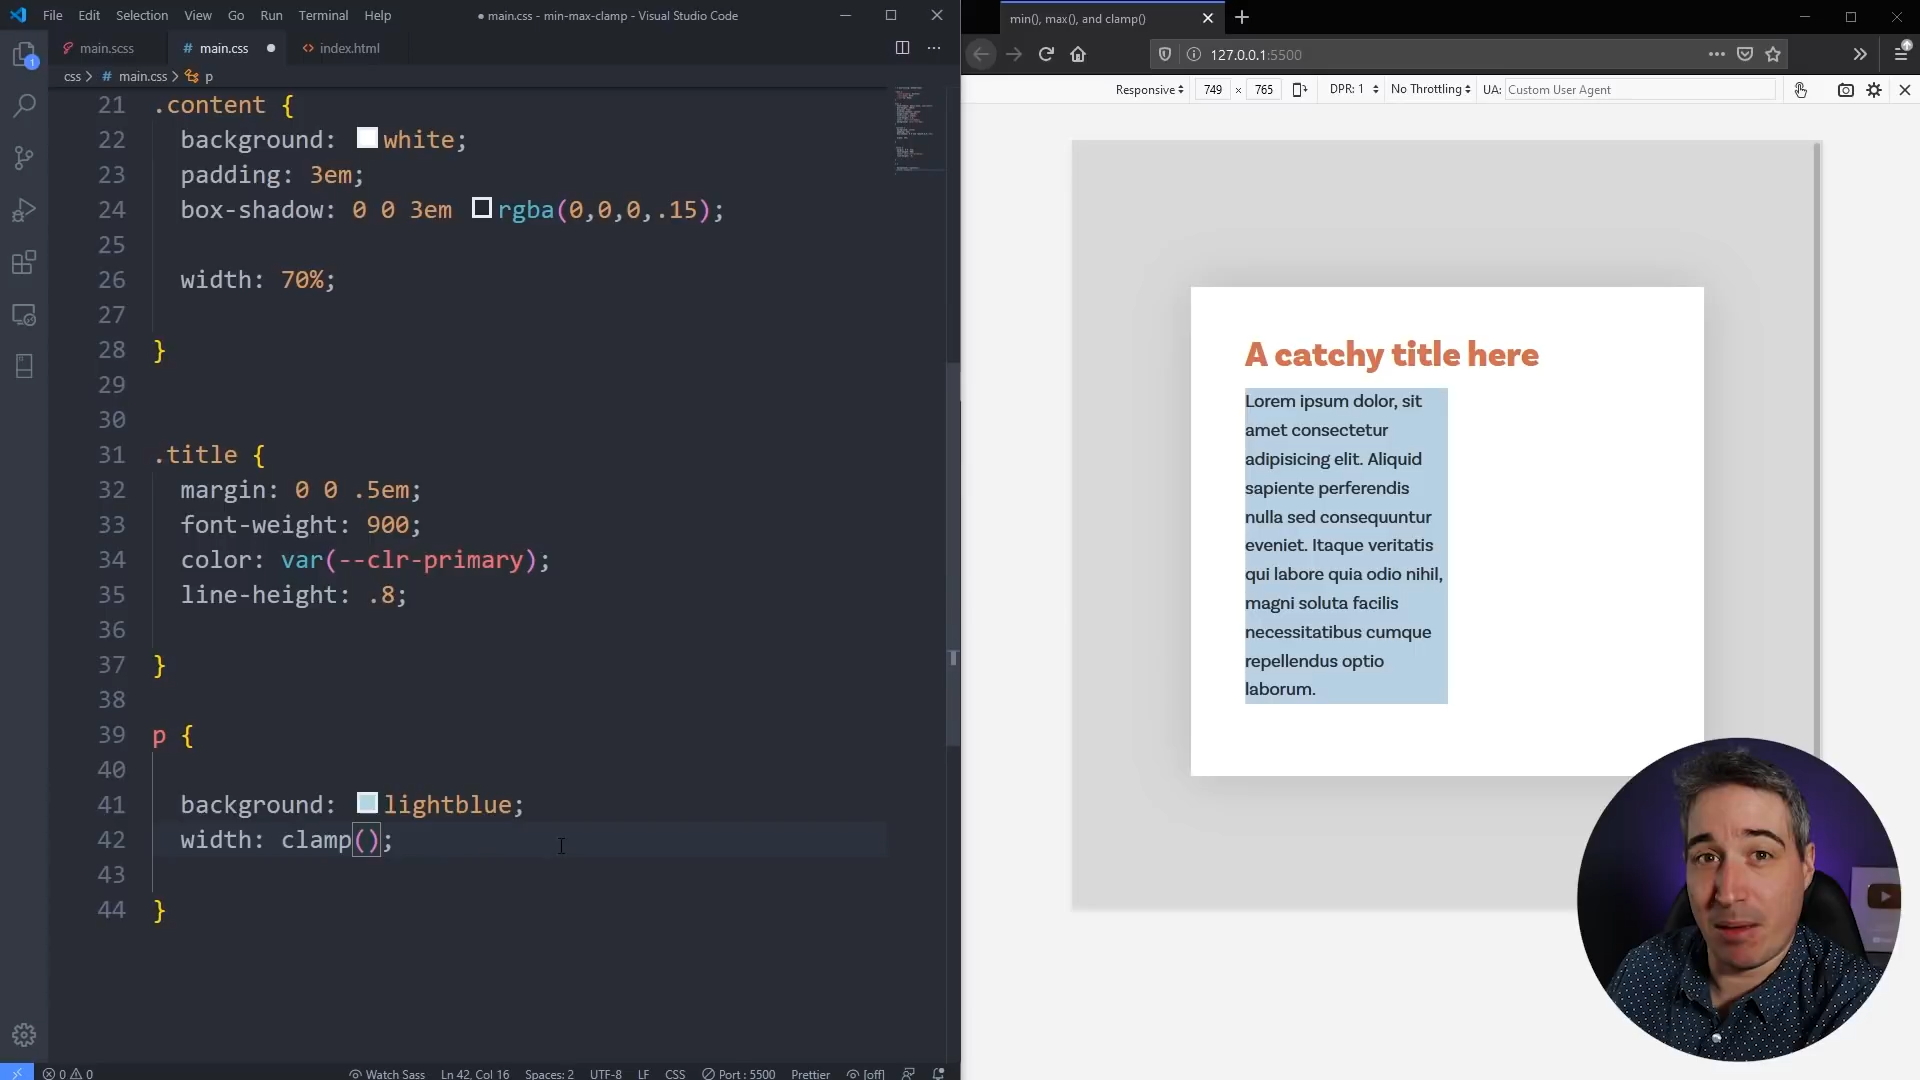 File Edit Selection View Go Run Terminal Help
● main.css - min-max-clamp - Visual Studio Code
main.scss
# main.css ●
<> index.html
css > # main.css > p
21 .content {
22 background: white;
23 padding: 3em;
24 box-shadow: 0 0 3em rgba(0,0,0,.15);
25
26 width: 70%;
27
28 }
29
30
31 .title {
32 margin: 0 0 .5em;
33 font-weight: 900;
34 color: var(--clr-primary);
35 line-height: .8;
36
37 }
38
39 p {
40
41 background: lightblue;
42 width: clamp();
43
44 }
1
0 0
Watch Sass Ln 42, Col 16 Spaces: 2 UTF-8 LF CSS Port : 5500 Prettier [off]
min(), max(), and clamp()
127.0.0.1:5500
Responsive 749 × 765 DPR: 1 No Throttling UA: Custom User Agent
A catchy title here
Lorem ipsum dolor, sit
amet consectetur
adipisicing elit. Aliquid
sapiente perferendis
nulla sed consequuntur
eveniet. Itaque veritatis
qui labore quia odio nihil,
magni soluta facilis
necessitatibus cumque
repellendus optio
laborum.